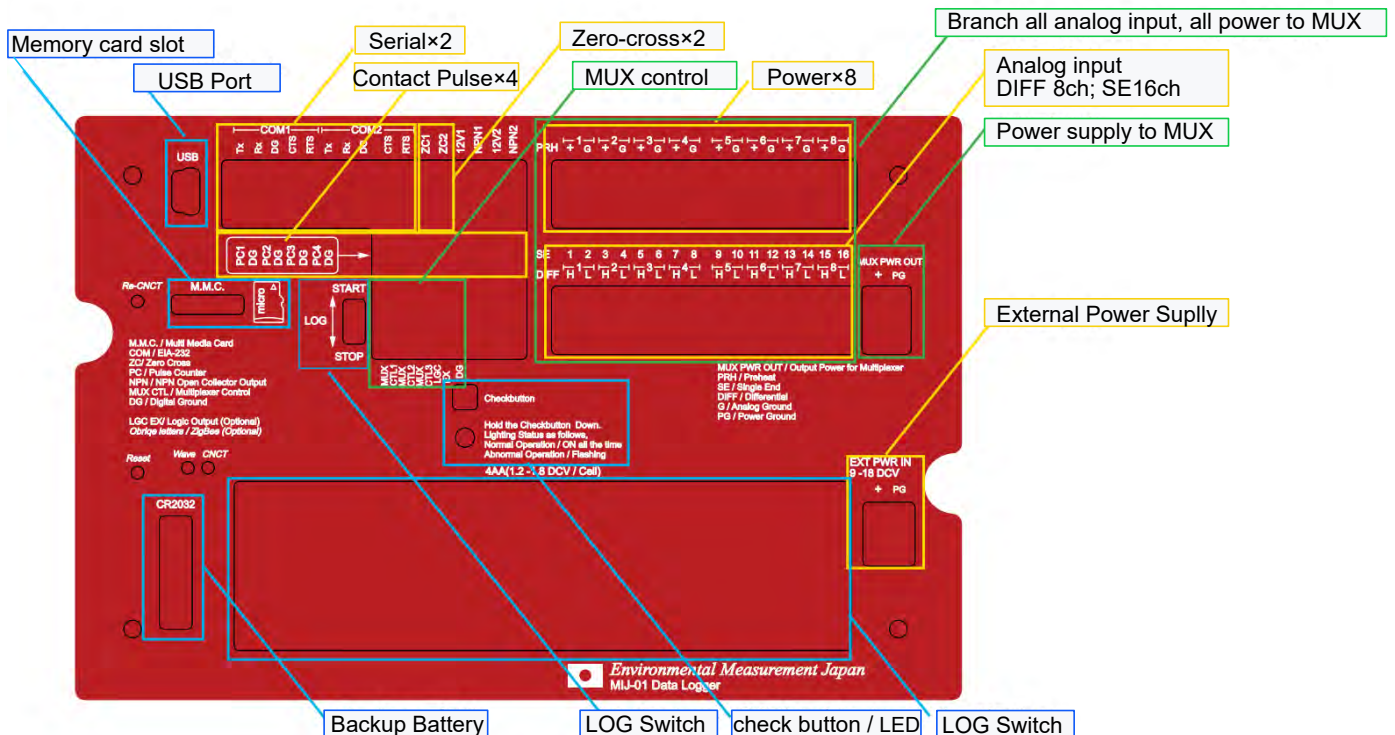 Memory card slot
USB Port
Serial×2
Contact Pulse×4
Zero-cross×2
MUX control
Power×8
Branch all analog input, all power to MUX
Analog input
DIFF 8ch; SE16ch
Power supply to MUX
External Power Suplly
USB
COM1 COM2
Tx Rx DG CTS RTS Tx Rx DG CTS RTS ZC1 ZC2 12V1 NPN1 12V2 NPN2
PRH 1 2 3 4 5 6 7 8
+ G + G + G + G + G + G + G + G
PC1 DG PC2 DG PC3 DG PC4 DG
SE 1 2 3 4 5 6 7 8 9 10 11 12 13 14 15 16
DIFF H 1 L H 2 L H 3 L H 4 L H 5 L H 6 L H 7 L H 8 L
MUX PWR OUT
+ PG
Re-CNCT
M.M.C.
micro
START
LOG
STOP
M.M.C. / Multi Media Card
COM / EIA-232
ZC/ Zero Cross
PC / Pulse Counter
NPN / NPN Open Collector Output
MUX CTL / Multiplexer Control
DG / Digital Ground
LGC EX/ Logic Output (Optional)
Obriqe letters / ZigBee (Optional)
MUX CTL1 MUX CTL2 MUX CTL3 LGC EX DG
MUX PWR OUT / Output Power for Multiplexer
PRH / Preheat
SE / Single End
DIFF / Differential
G / Analog Ground
PG / Power Ground
Checkbutton
Hold the Checkbutton Down.
Lighting Status as follows,
Normal Operation / ON all the time
Abnormal Operation / Flashing
4AA(1.2 -1.8 DCV / Cell)
Reset
Wave CNCT
CR2032
EXT PWR IN
9 -18 DCV
+ PG
Environmental Measurement Japan
MIJ-01 Data Logger
Backup Battery
LOG Switch
check button / LED
LOG Switch